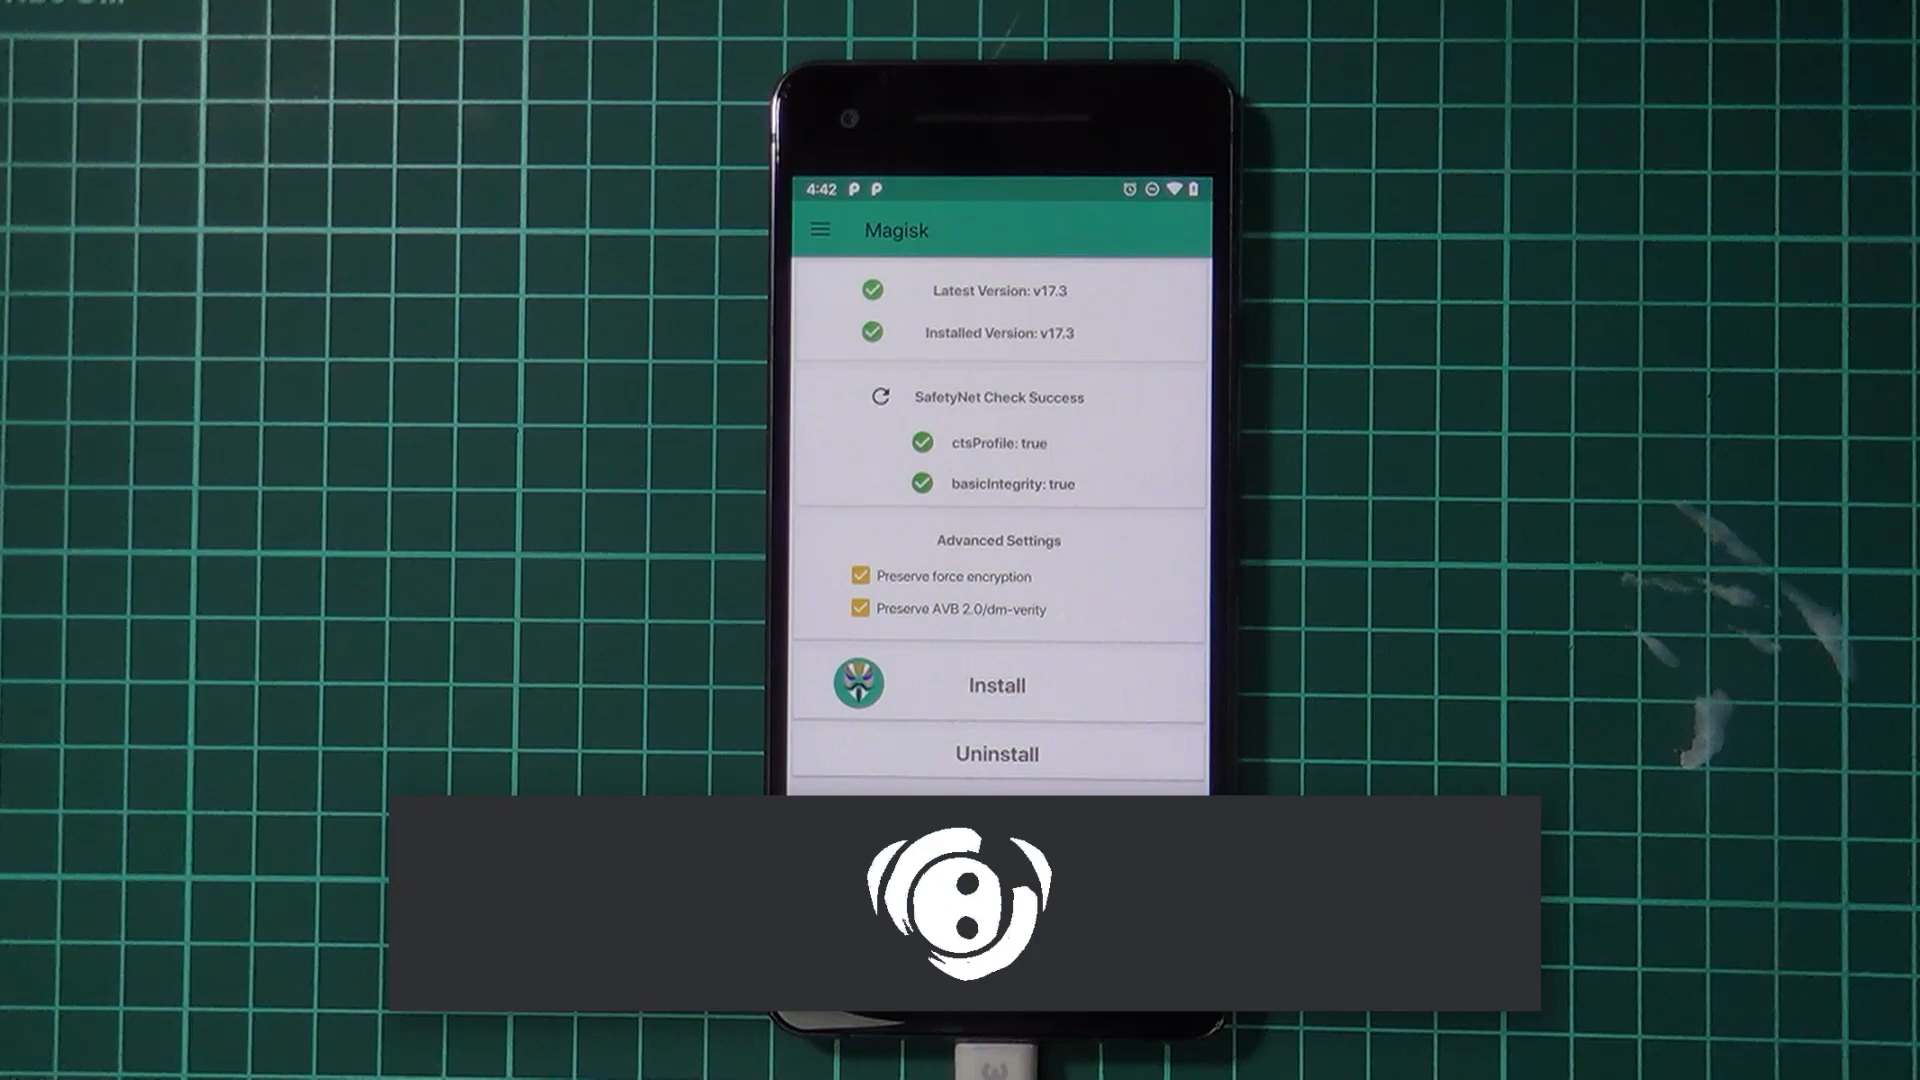 4:42
Magisk
Latest Version: v17.3
Installed Version: v17.3
SafetyNet Check Success
ctsProfile: true
basicIntegrity: true
Advanced Settings
Preserve force encryption
Preserve AVB 2.0/dm-verity
Install
Uninstall